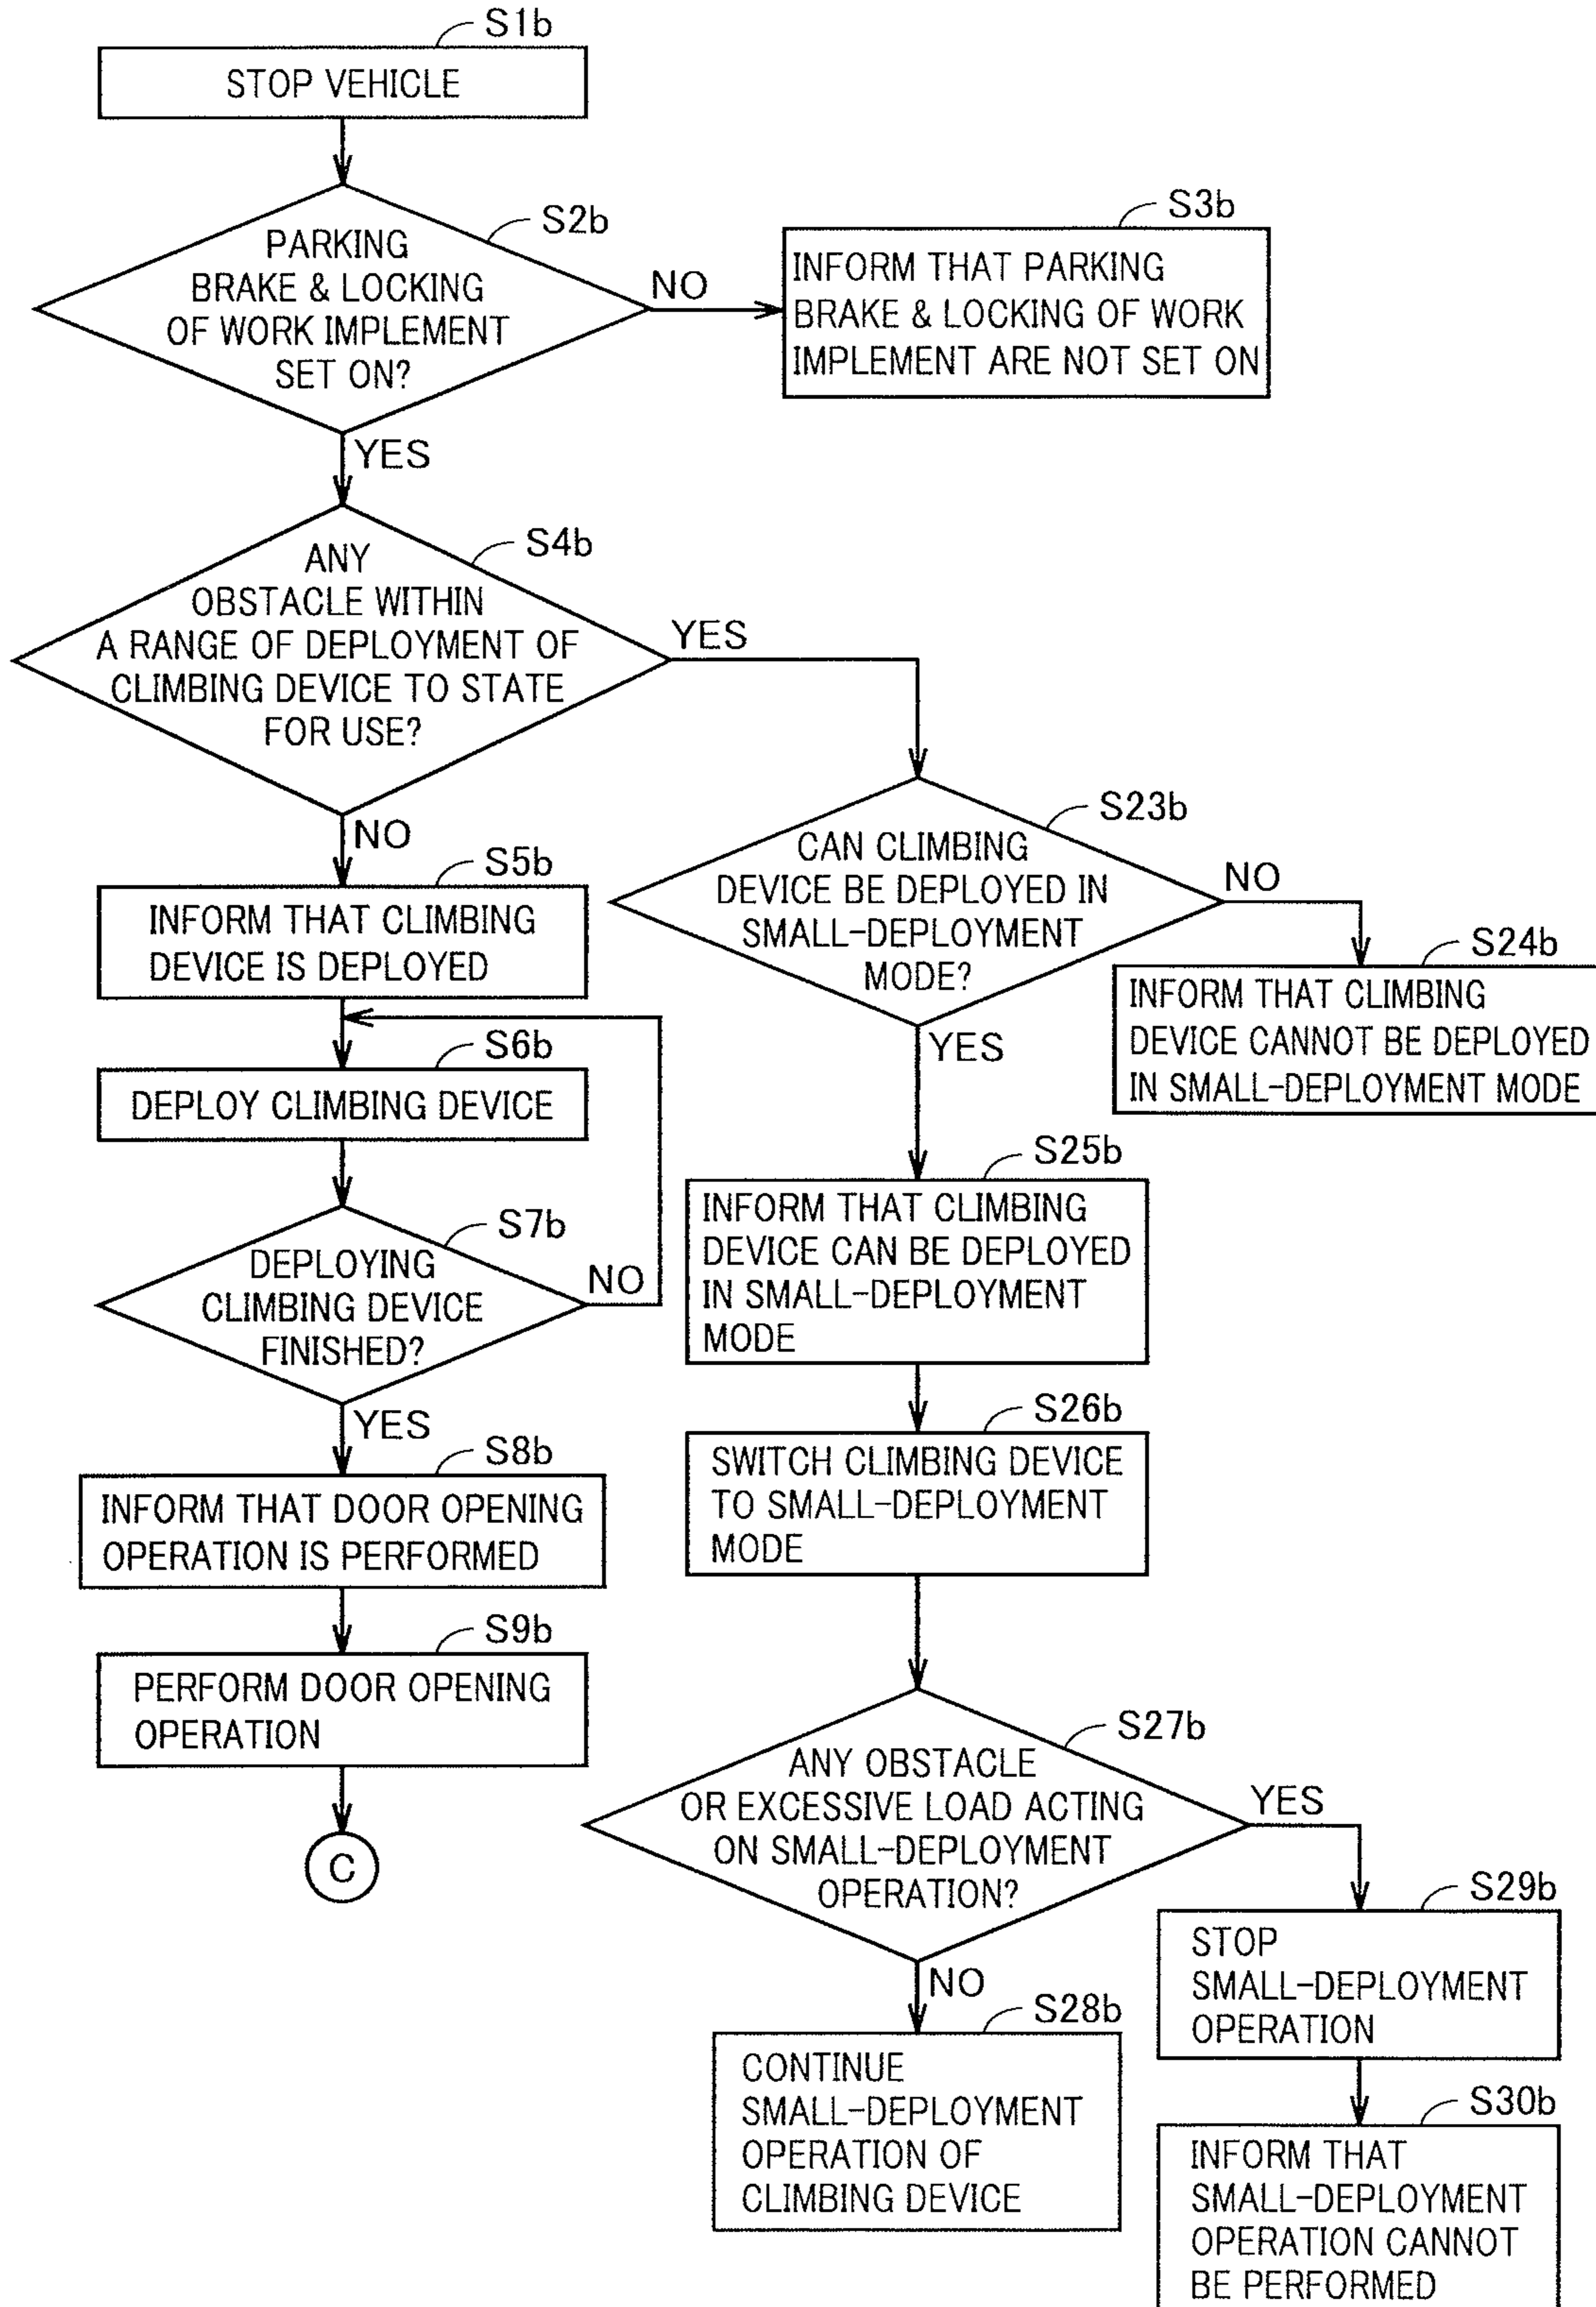 S1b
STOP VEHICLE
S2b
PARKING
BRAKE & LOCKING
OF WORK IMPLEMENT
SET ON?
NO
S3b
INFORM THAT PARKING
BRAKE & LOCKING OF WORK
IMPLEMENT ARE NOT SET ON
YES
S4b
ANY
OBSTACLE WITHIN
A RANGE OF DEPLOYMENT OF
CLIMBING DEVICE TO STATE
FOR USE?
YES
NO
S5b
INFORM THAT CLIMBING
DEVICE IS DEPLOYED
S6b
DEPLOY CLIMBING DEVICE
S7b
DEPLOYING
CLIMBING DEVICE
FINISHED?
NO
YES
S8b
INFORM THAT DOOR OPENING
OPERATION IS PERFORMED
S9b
PERFORM DOOR OPENING
OPERATION
C
S23b
CAN CLIMBING
DEVICE BE DEPLOYED IN
SMALL-DEPLOYMENT
MODE?
NO
S24b
INFORM THAT CLIMBING
DEVICE CANNOT BE DEPLOYED
IN SMALL-DEPLOYMENT MODE
YES
S25b
INFORM THAT CLIMBING
DEVICE CAN BE DEPLOYED
IN SMALL-DEPLOYMENT
MODE
S26b
SWITCH CLIMBING DEVICE
TO SMALL-DEPLOYMENT
MODE
S27b
ANY OBSTACLE
OR EXCESSIVE LOAD ACTING
ON SMALL-DEPLOYMENT
OPERATION?
YES
NO
S28b
CONTINUE
SMALL-DEPLOYMENT
OPERATION OF
CLIMBING DEVICE
S29b
STOP
SMALL-DEPLOYMENT
OPERATION
S30b
INFORM THAT
SMALL-DEPLOYMENT
OPERATION CANNOT
BE PERFORMED